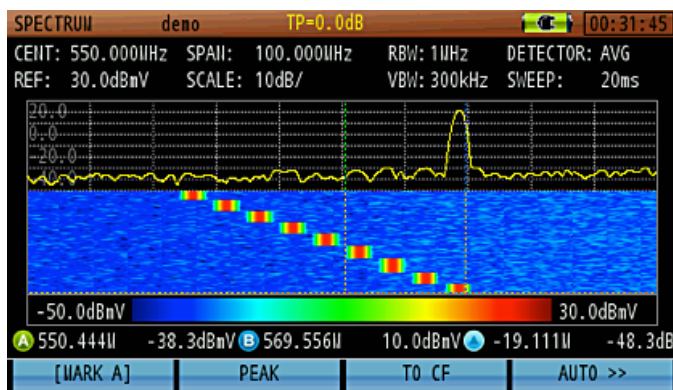 SPECTRUM demo TP=0.0dB 00:31:45
CENT: 550.000MHz SPAN: 100.000MHz RBW: 1MHz DETECTOR: AVG
REF: 30.0dBmV SCALE: 10dB/ VBW: 300kHz SWEEP: 20ms
20.0
0.0
-20.0
-40.0
-50.0dBmV 30.0dBmV
A 550.444M -38.3dBmV B 569.556M 10.0dBmV -19.111M -48.3dB
[MARK A] PEAK TO CF AUTO >>